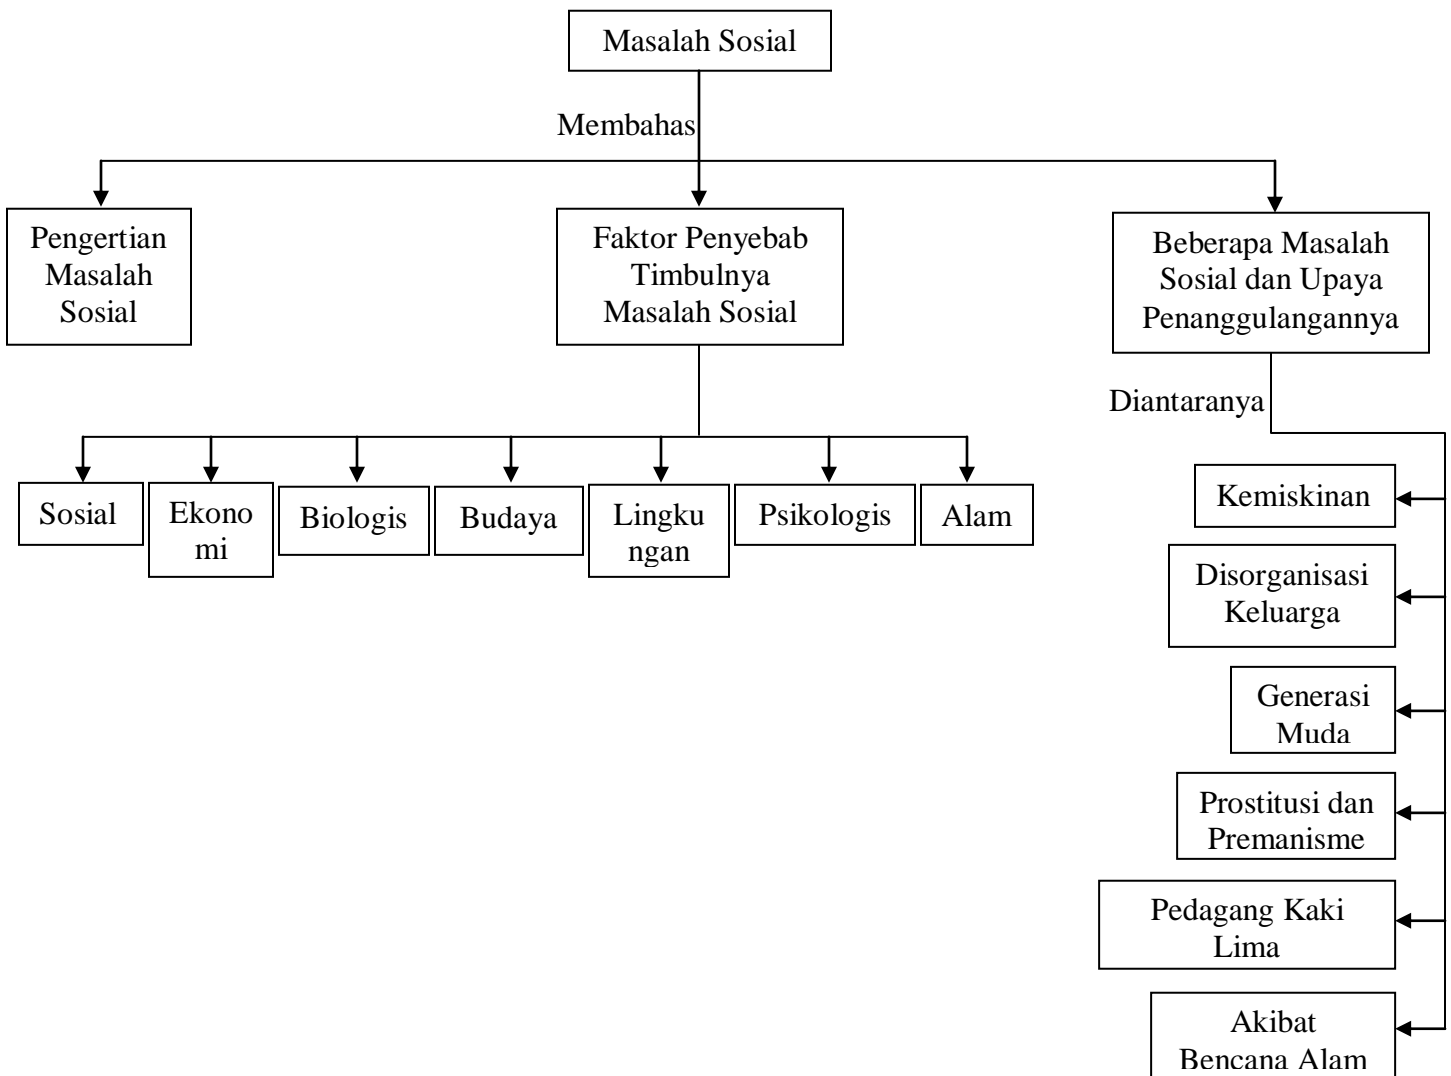 Masalah Sosial
Membahas
Pengertian
Masalah
Sosial
Faktor Penyebab
Timbulnya
Masalah Sosial
Beberapa Masalah
Sosial dan Upaya
Penanggulangannya
Diantaranya
Sosial
Ekono
mi
Biologis
Budaya
Lingku
ngan
Psikologis
Alam
Kemiskinan
Disorganisasi
Keluarga
Generasi
Muda
Prostitusi dan
Premanisme
Pedagang Kaki
Lima
Akibat
Bencana Alam